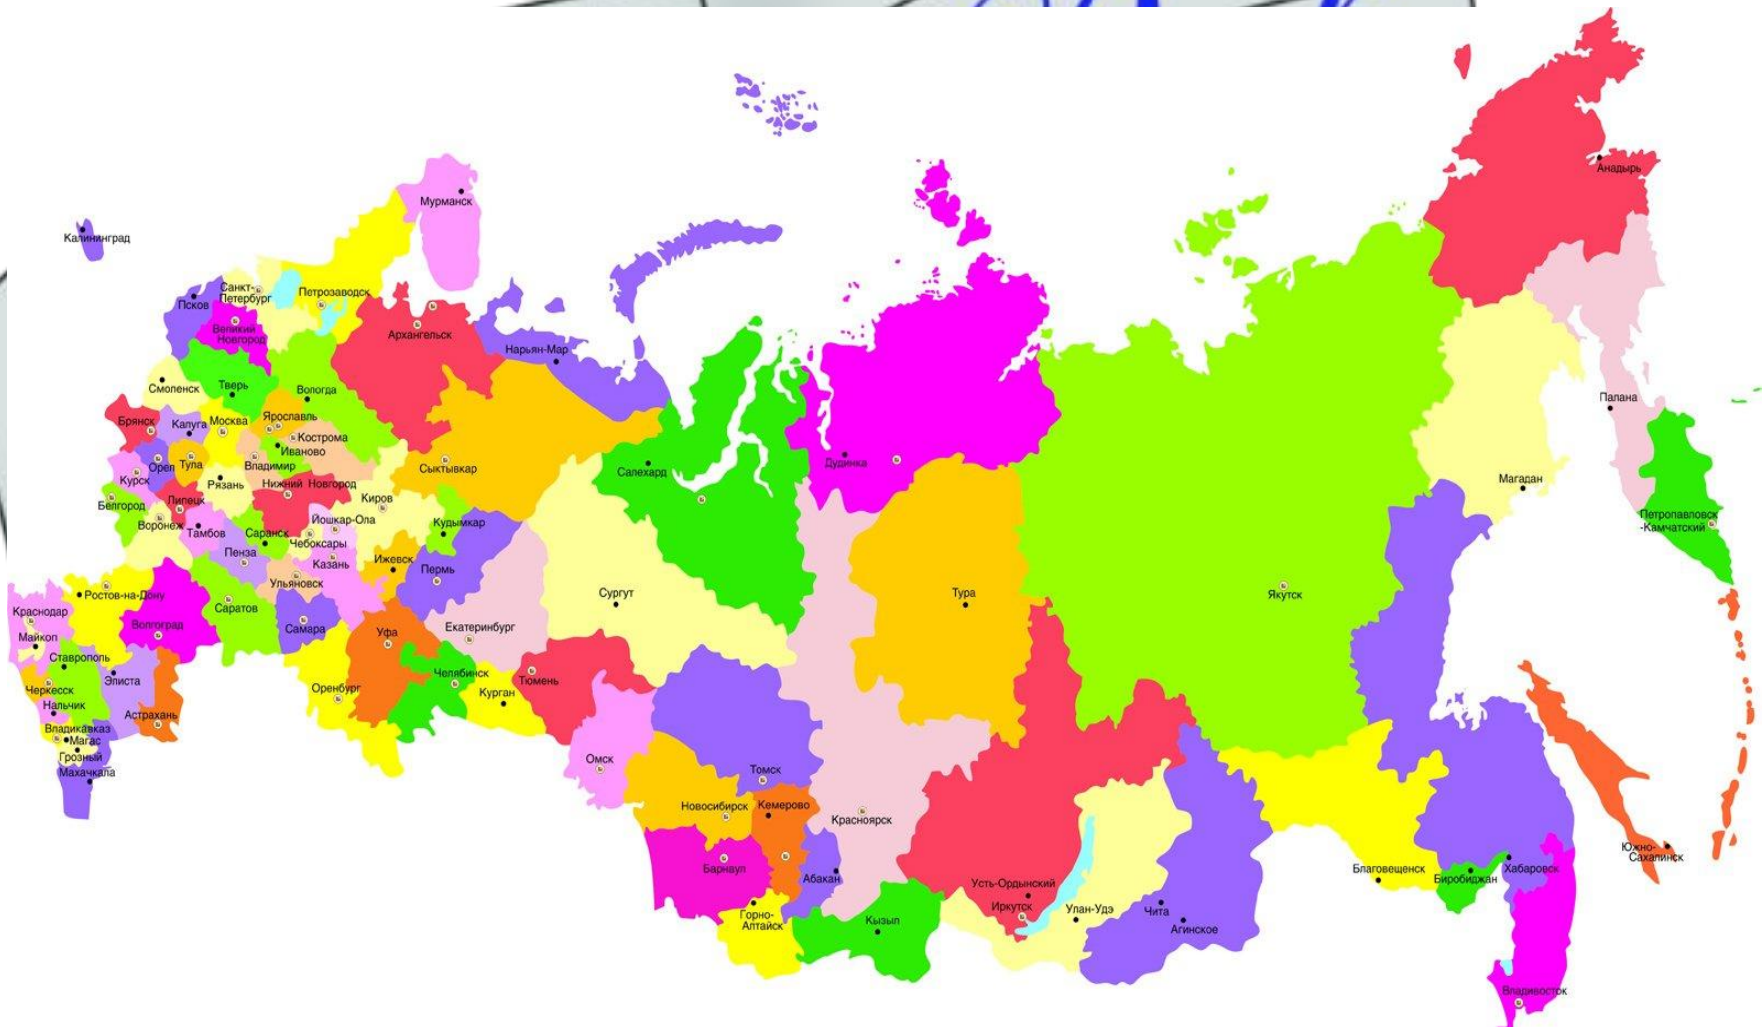 Анадырь
Мурманск
Калининград
Санкт-
Петербург
Петрозаводск
Псков
Великий
Новгород
Архангельск
Нарьян-Мар
Смоленск
Тверь
Вологда
Палана
Брянск
Калуга
Москва
Ярославль
Кострома
Иваново
Орел
Тула
Владимир
Сыктывкар
Салехард
Дудинка
Курск
Рязань
Нижний Новгород
Магадан
Белгород
Липецк
Киров
Воронеж
Тамбов
Саранск
Йошкар-Ола
Кудымкар
Петропавловск
-Камчатский
Чебоксары
Пенза
Казань
Ижевск
Пермь
Ульяновск
Сургут
Тура
Якутск
Ростов-на-Дону
Краснодар
Саратов
Волгоград
Самара
Уфа
Екатеринбург
Майкоп
Ставрополь
Элиста
Челябинск
Тюмень
Черкесск
Оренбург
Курган
Нальчик
Астрахань
Владикавказ
Магас
Грозный
Махачкала
Омск
Томск
Новосибирск
Кемерово
Красноярск
Южно-
Сахалинск
Барнаул
Абакан
Благовещенск
Биробиджан
Хабаровск
Усть-Ордынский
Иркутск
Улан-Удэ
Чита
Агинское
Горно-
Алтайск
Кызыл
Владивосток